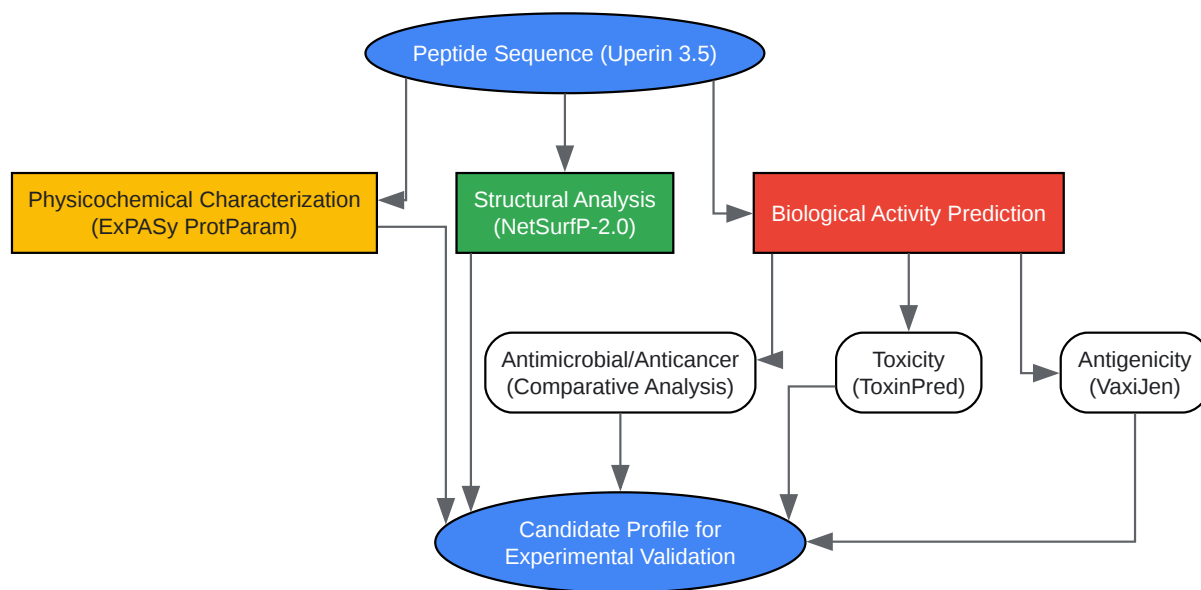 Peptide Sequence (Uperin 3.5)
Physicochemical Characterization
(ExPASy ProtParam)
Structural Analysis
(NetSurfP-2.0)
Biological Activity Prediction
Antimicrobial/Anticancer
(Comparative Analysis)
Toxicity
(ToxinPred)
Antigenicity
(VaxiJen)
Candidate Profile for
Experimental Validation